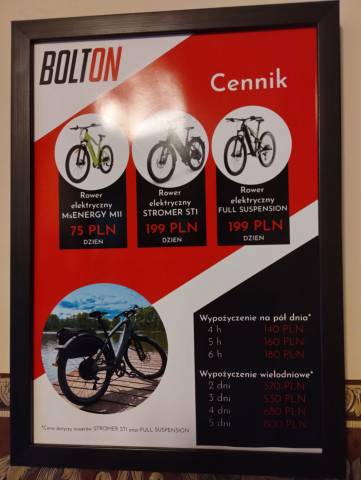 BOLTON
Cennik
Rower
elektryczny
MsENERGY M11
75 PLN
DZIEŃ
Rower
elektryczny
STROMER ST1
199 PLN
DZIEŃ
Rower
elektryczny
FULL SUSPENSION
199 PLN
DZIEŃ
Wypożyczenie na pół dnia*
4 h 140 PLN
5 h 160 PLN
6 h 180 PLN
Wypożyczenie wielodniowe*
2 dni 370 PLN
3 dni 530 PLN
4 dni 680 PLN
5 dni 800 PLN
*Cena dotyczy rowerów STROMER ST1 oraz FULL SUSPENSION